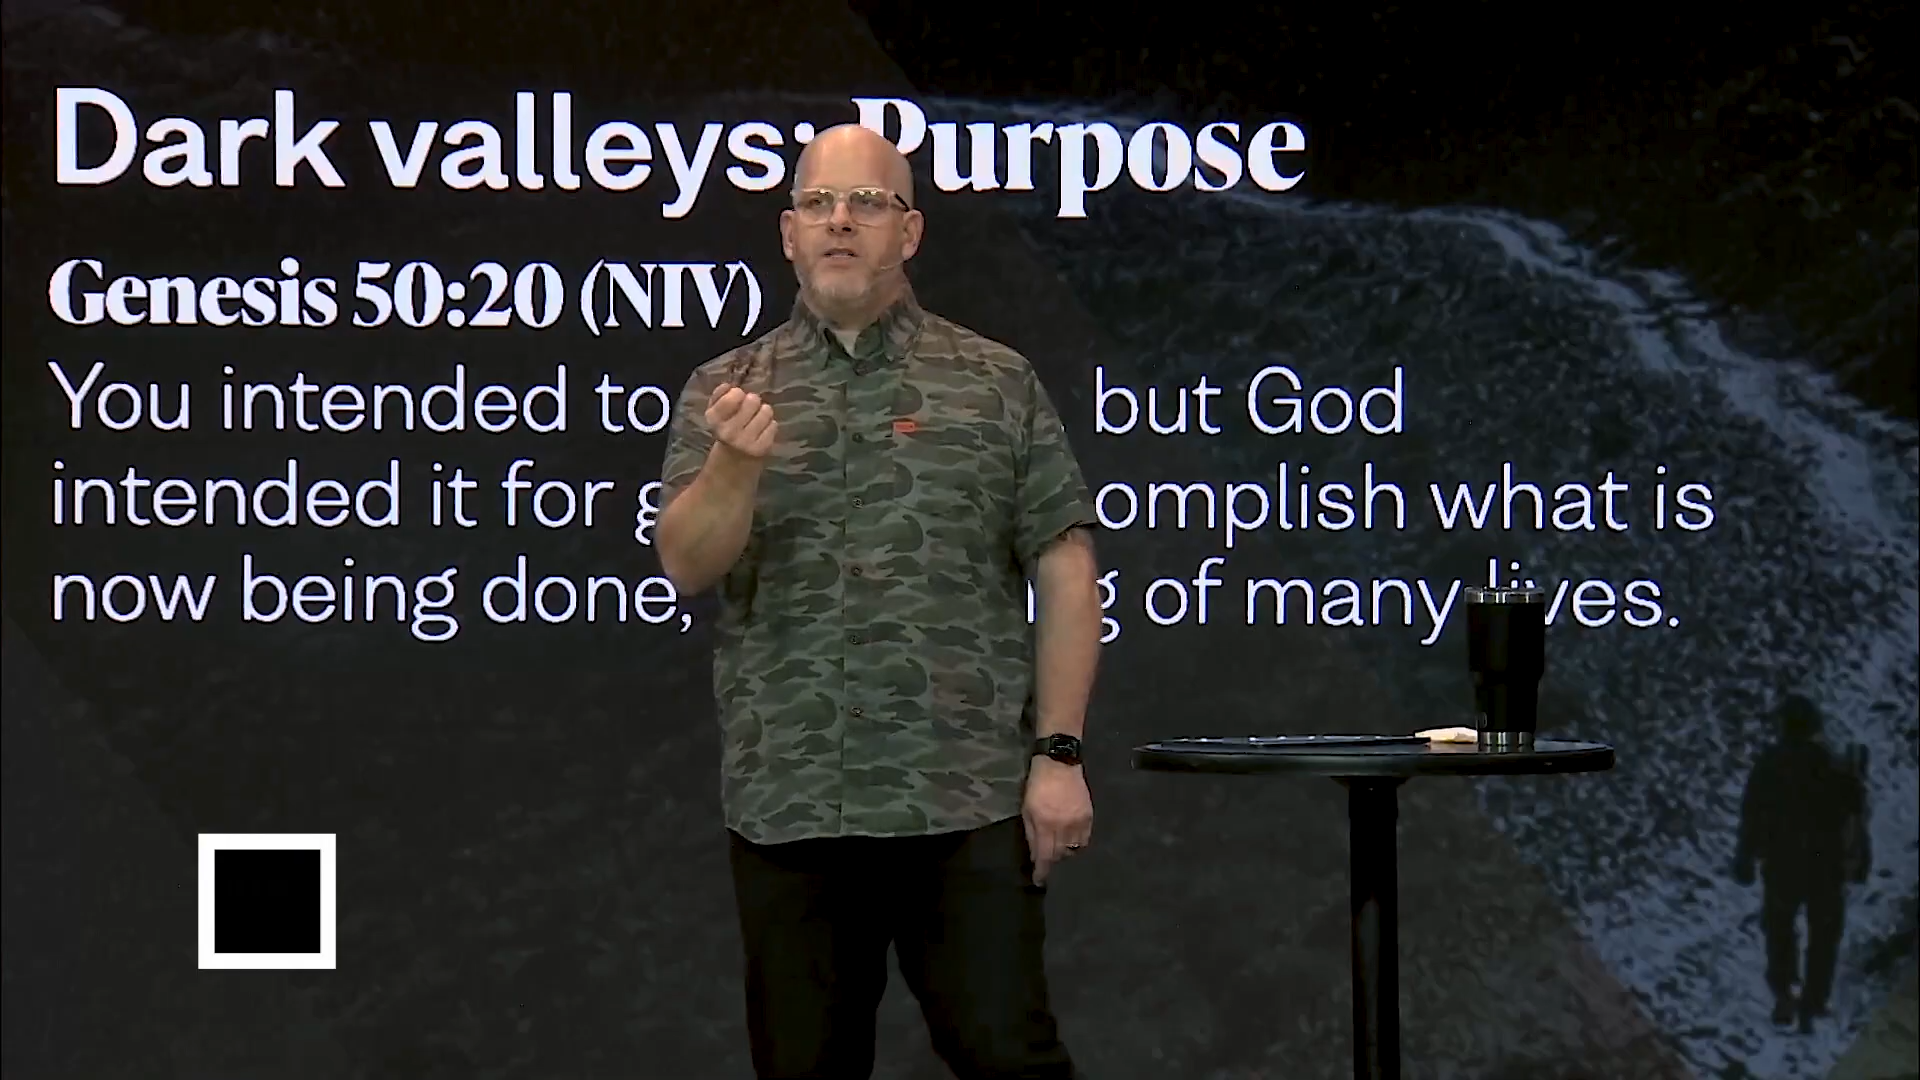 Dark valleys: Purpose
Genesis 50:20 (NIV)
You intended to but God
intended it for omplish what is
now being done, of many lives.